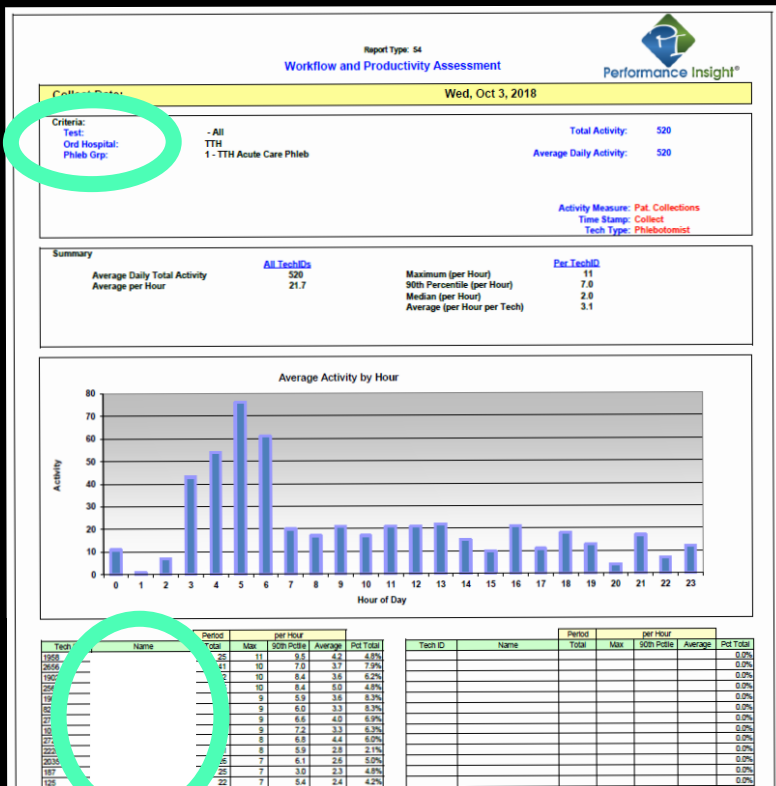 Report Type: 54
Workflow and Productivity Assessment
PI
Performance Insight®
Collect Date: Wed, Oct 3, 2018
Criteria:
Test: - All Total Activity: 520
Ord Hospital: TTH
Phleb Grp: 1 - TTH Acute Care Phleb Average Daily Activity: 520
Activity Measure: Pat. Collections
Time Stamp: Collect
Tech Type: Phlebotomist
Summary
All TechIDs Per TechID
Average Daily Total Activity 520 Maximum (per Hour) 11
Average per Hour 21.7 90th Percentile (per Hour) 7.0
Median (per Hour) 2.0
Average (per Hour per Tech) 3.1
Average Activity by Hour
80
70
60
50
40
30
20
10
0
Activity
0 1 2 3 4 5 6 7 8 9 10 11 12 13 14 15 16 17 18 19 20 21 22 23
Hour of Day
Period per Hour Period per Hour
Tech Name Total Max 90th Pctile Average Pct Total Tech ID Name Total Max 90th Pctile Average Pct Total
1958 25 11 9.5 4.2 4.8% 0.0%
2656 41 10 7.0 3.7 7.9% 0.0%
10 8.4 3.6 6.2% 0.0%
10 8.4 5.0 4.8% 0.0%
9 5.9 3.6 8.3% 0.0%
9 6.0 3.3 8.3% 0.0%
9 6.6 4.0 6.9% 0.0%
9 7.2 3.3 6.3% 0.0%
8 6.8 4.4 6.0% 0.0%
8 5.9 2.8 2.1% 0.0%
2035 7 6.1 2.6 5.0% 0.0%
187 25 7 3.0 2.3 4.8% 0.0%
125 22 7 5.4 2.4 4.2% 0.0%